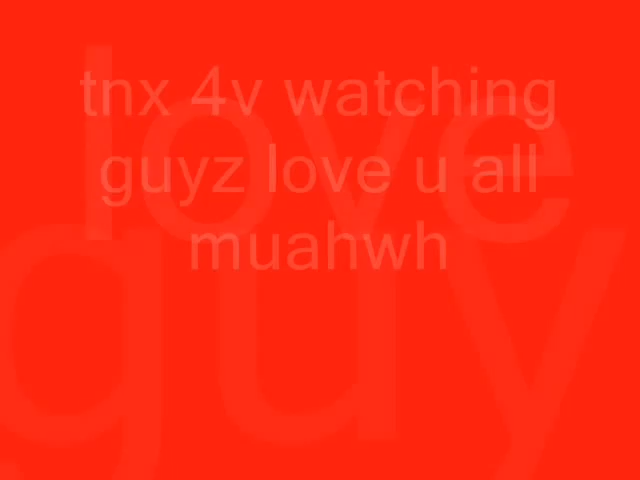 tnx 4v watching
guyz love u all
muahwh
love
guy